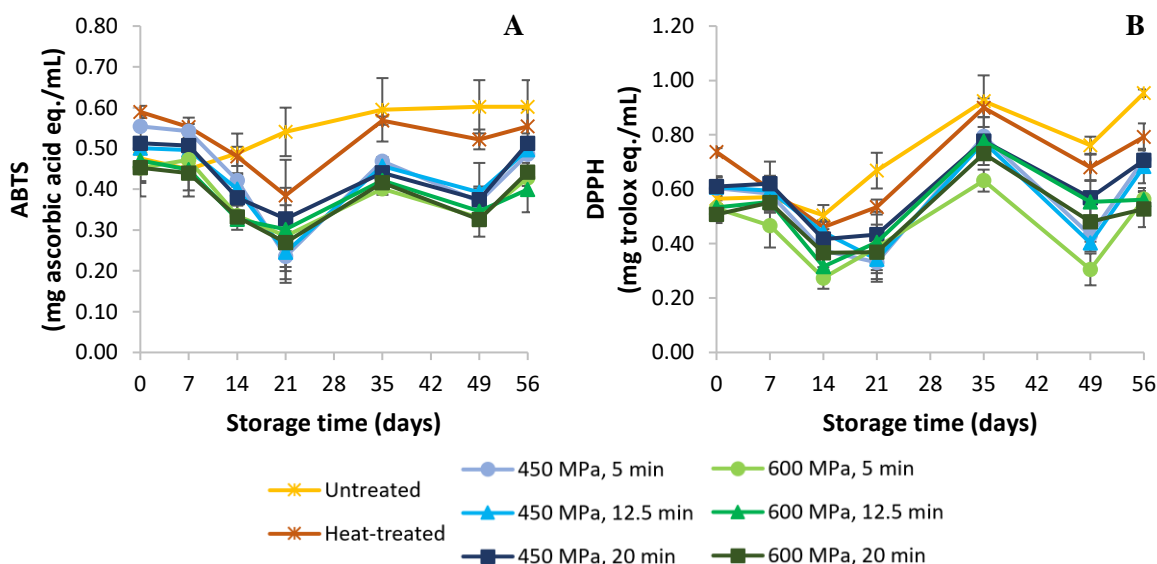 A
ABTS
(mg ascorbic acid eq./mL)
0.80
0.70
0.60
0.50
0.40
0.30
0.20
0.10
0.00
0 7 14 21 28 35 42 49 56
Storage time (days)
B
DPPH
(mg trolox eq./mL)
1.20
1.00
0.80
0.60
0.40
0.20
0.00
0 7 14 21 28 35 42 49 56
Storage time (days)
Untreated
Heat-treated
450 MPa, 5 min
450 MPa, 12.5 min
450 MPa, 20 min
600 MPa, 5 min
600 MPa, 12.5 min
600 MPa, 20 min